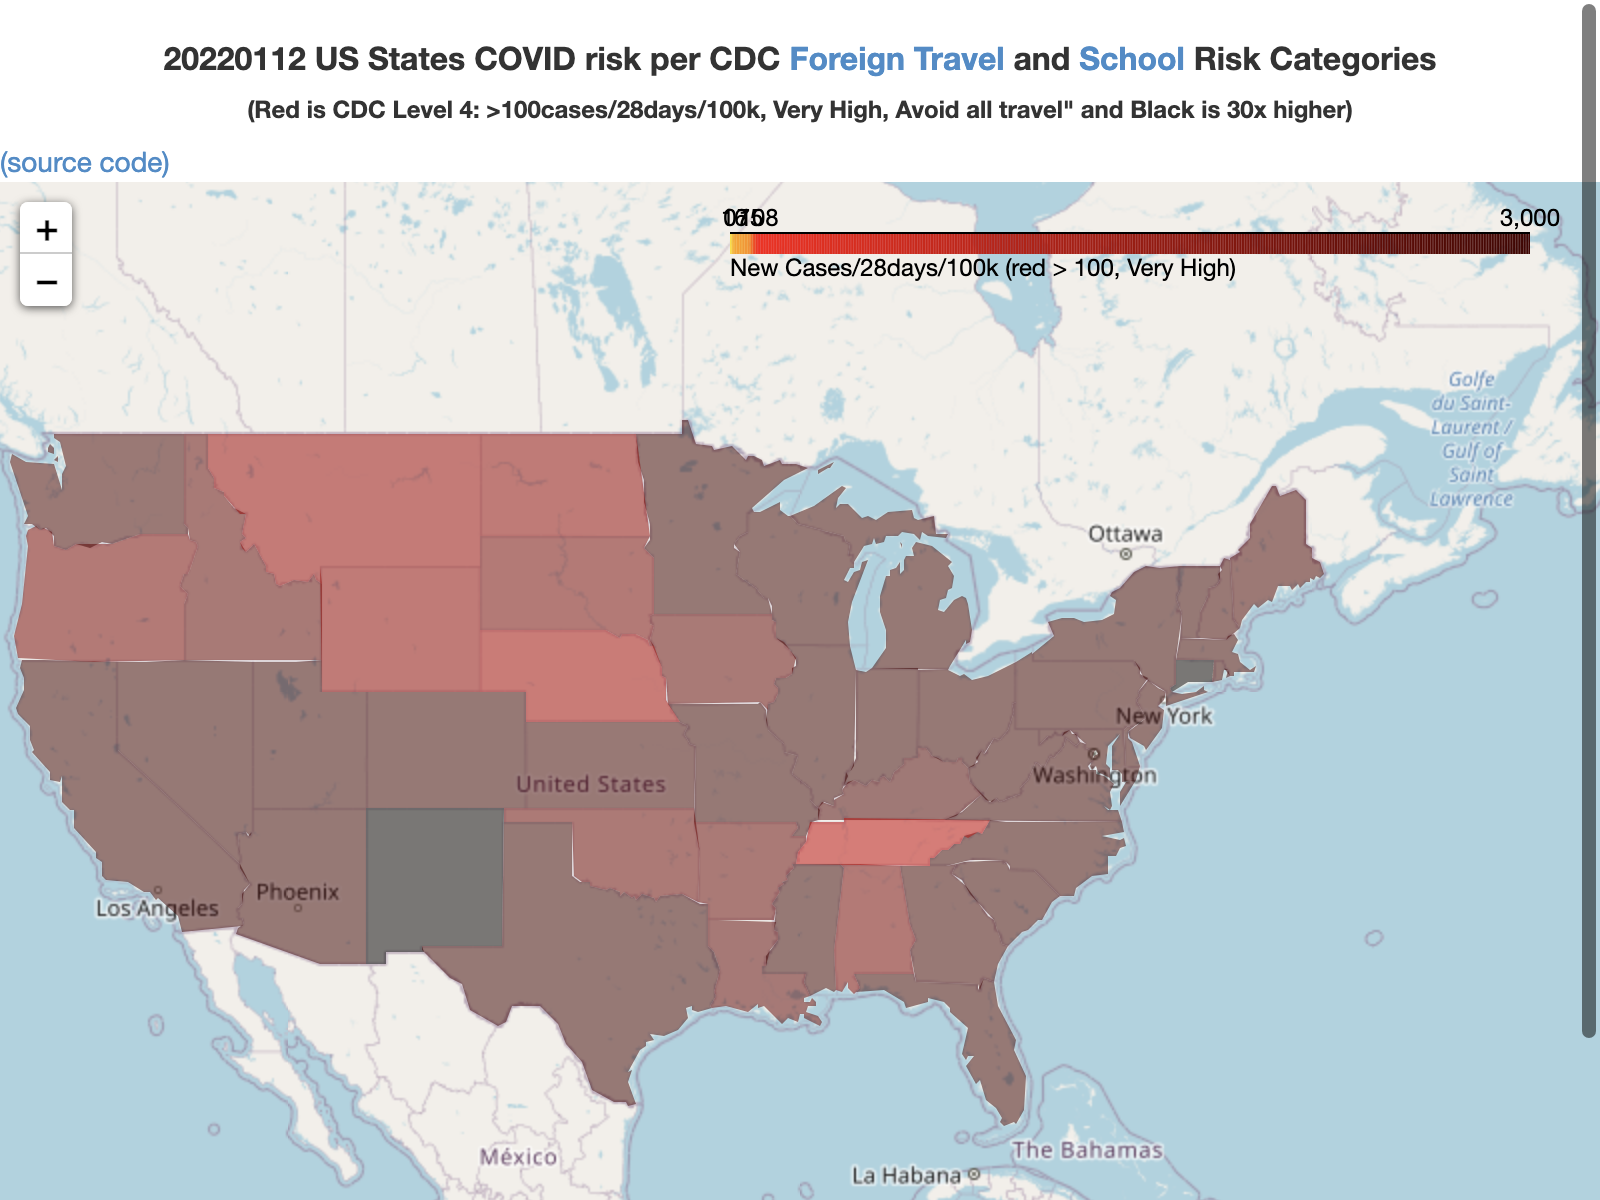 20220112 US States COVID risk per CDC Foreign Travel and School Risk Categories
(Red is CDC Level 4: >100cases/28days/100k, Very High, Avoid all travel" and Black is 30x higher)
(source code)
+
−
3,000
New Cases/28days/100k (red > 100, Very High)
Golfe
du Saint-
Laurent /
Gulf of
Saint
Lawrence
Ottawa
New York
Washington
United States
Phoenix
Los Angeles
The Bahamas
México
La Habana